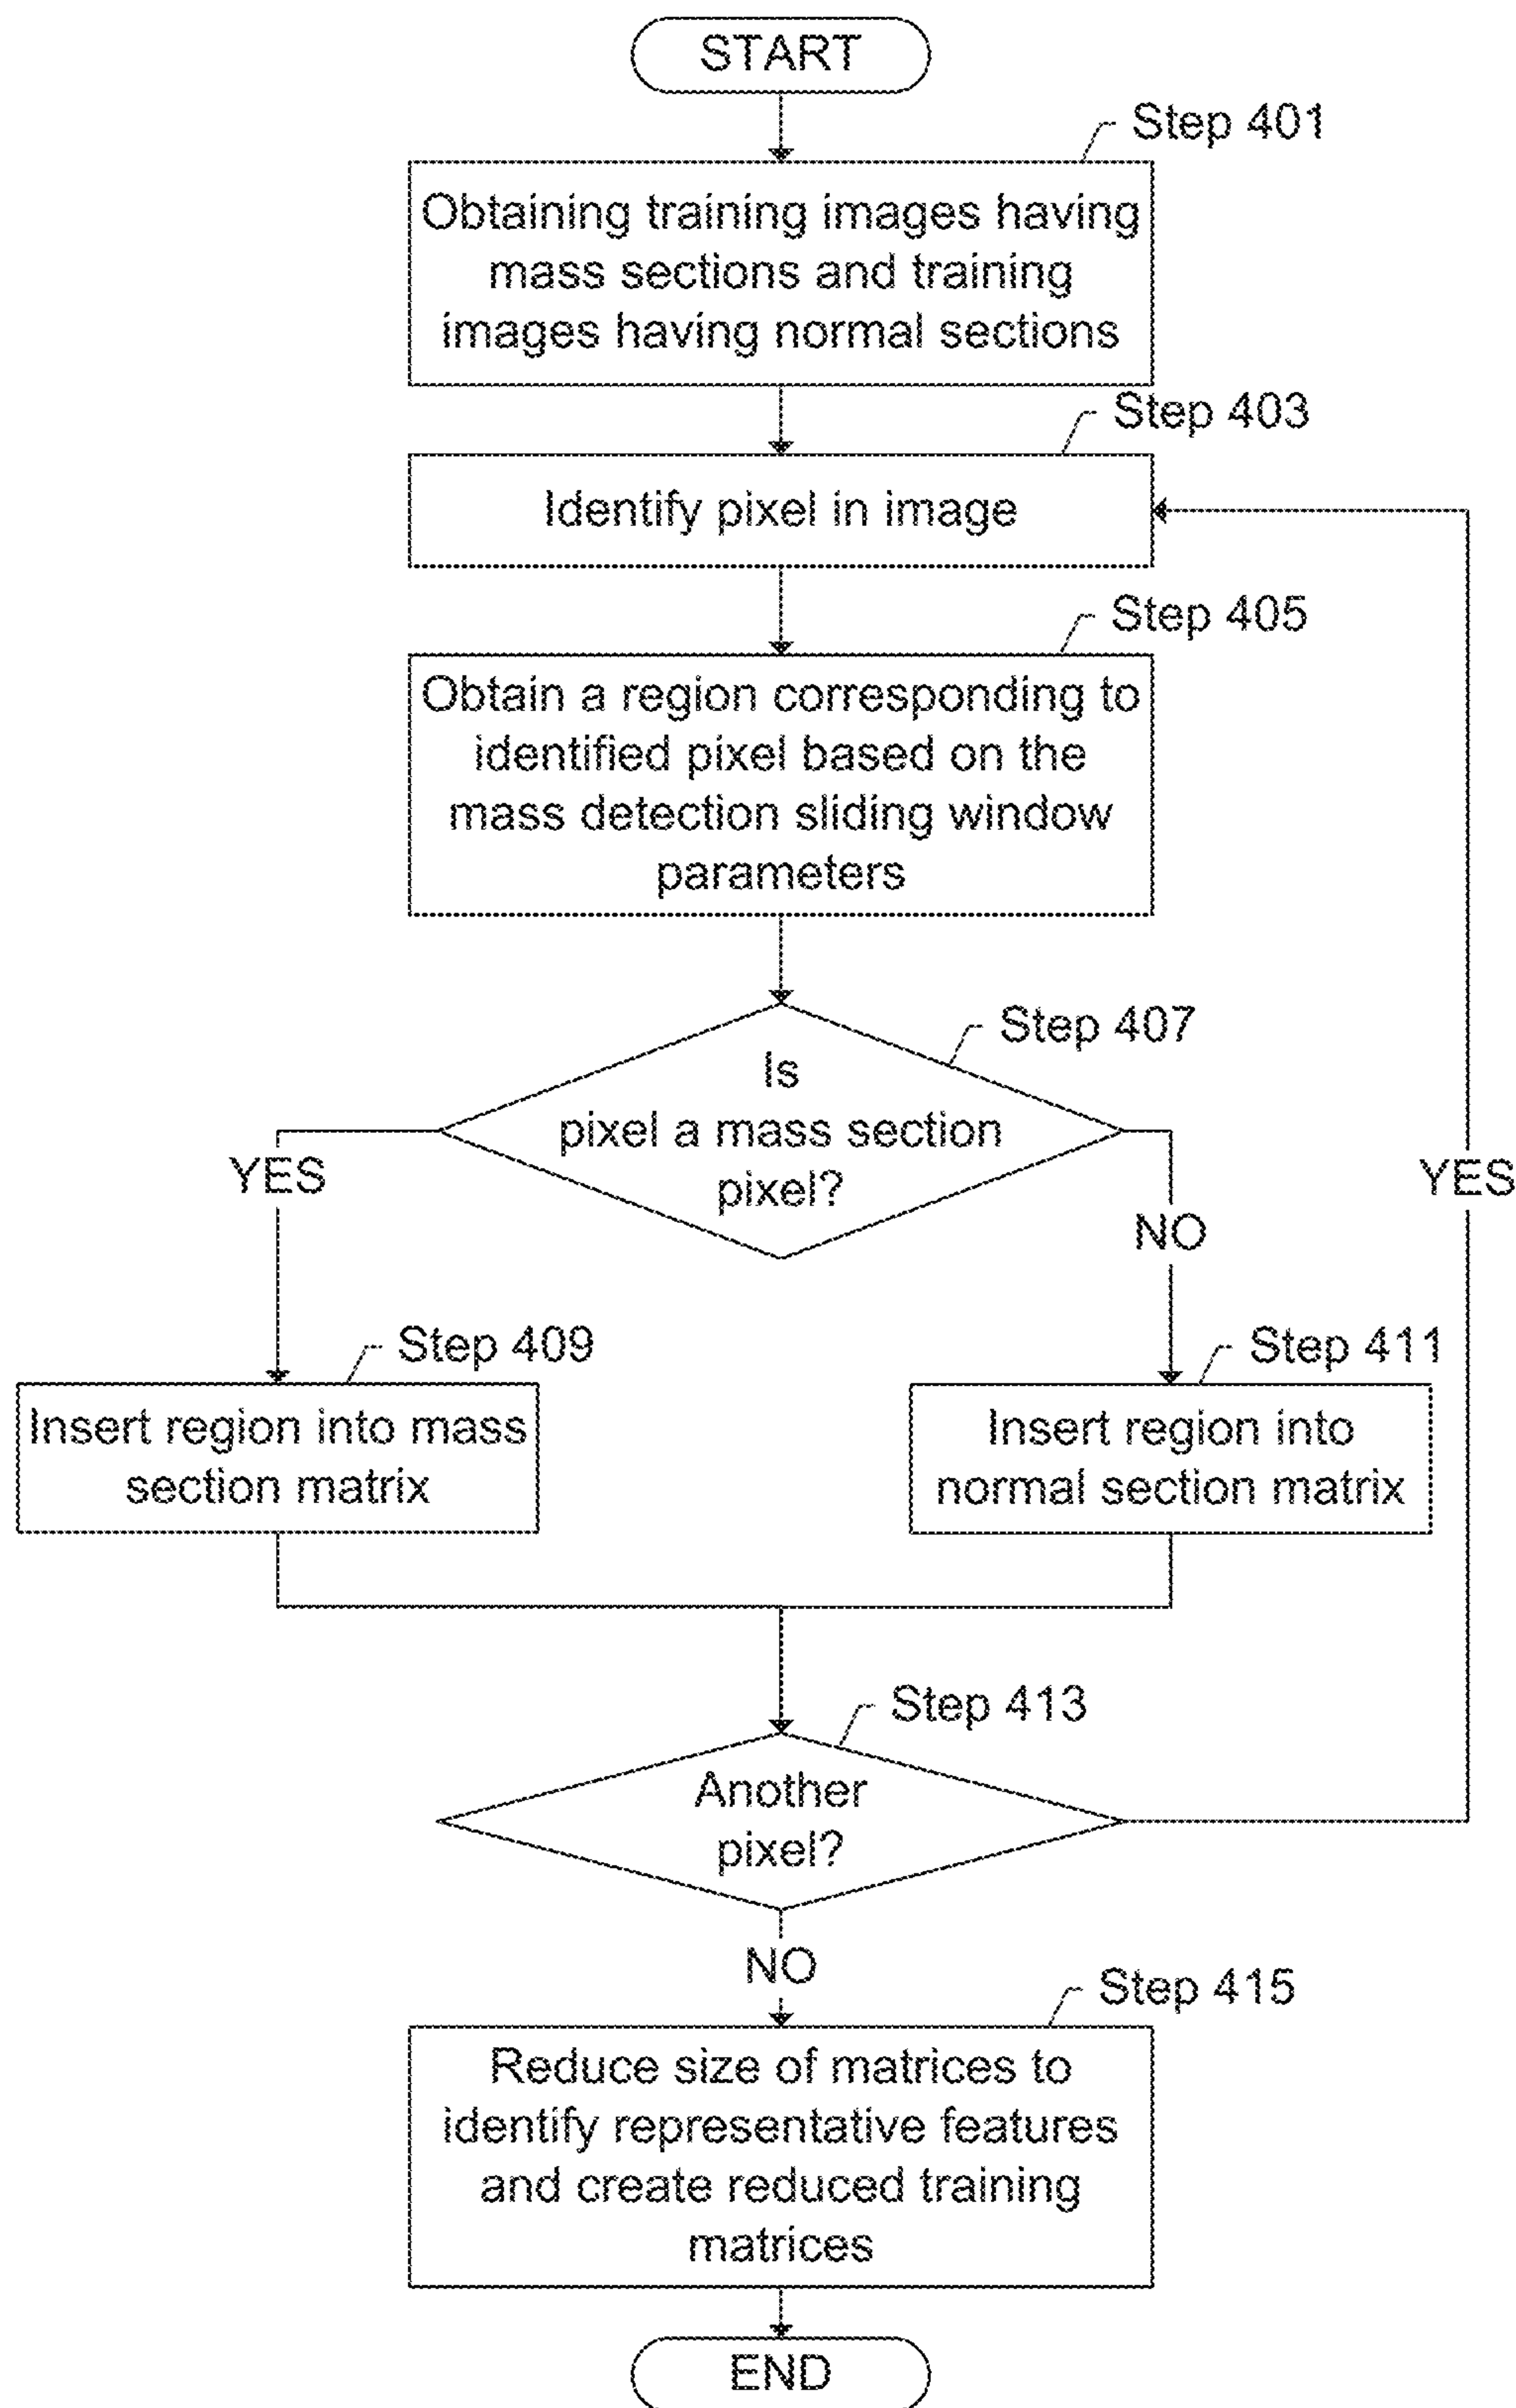 START
Step 401
Obtaining training images having
mass sections and training
images having normal sections
Step 403
Identify pixel in image
Step 405
Obtain a region corresponding to
identified pixel based on the
mass detection sliding window
parameters
Step 407
Is
pixel a mass section
pixel?
YES
NO
YES
Step 409
Insert region into mass
section matrix
Step 411
Insert region into
normal section matrix
Step 413
Another
pixel?
NO
Step 415
Reduce size of matrices to
identify representative features
and create reduced training
matrices
END